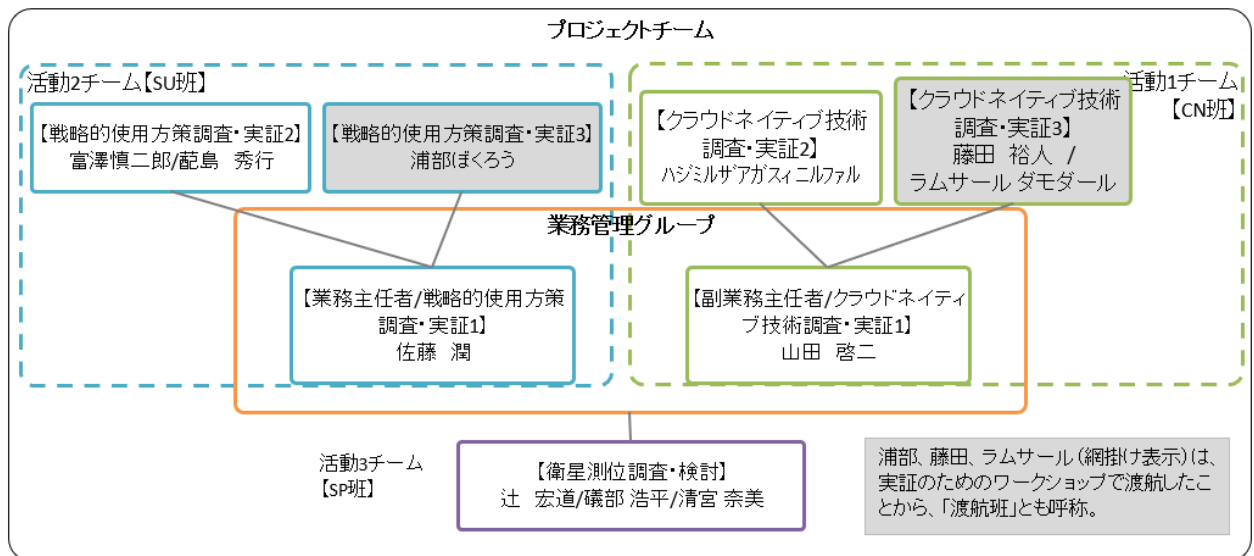 プロジェクトチーム
活動2チーム【SU班】
【戦略的使用方策調査・実証2】
富澤慎二郎/蓜島 秀行
【戦略的使用方策調査・実証3】
浦部ぼくろう
活動1チーム
【CN班】
【クラウドネイティブ技術
調査・実証2】
ハジミルザアガスィニルファル
【クラウドネイティブ技術
調査・実証3】
藤田 裕人 /
ラムサール ダモダール
業務管理グループ
【業務主任者/戦略的使用方策
調査・実証1】
佐藤 潤
【副業務主任者/クラウドネイティ
ブ技術調査・実証1】
山田 啓二
活動3チーム
【SP班】
【衛星測位調査・検討】
辻 宏道/礒部 浩平/清宮 奈美
浦部、藤田、ラムサール(網掛け表示)は、
実証のためのワークショップで渡航したこ
とから、「渡航班」とも呼称。